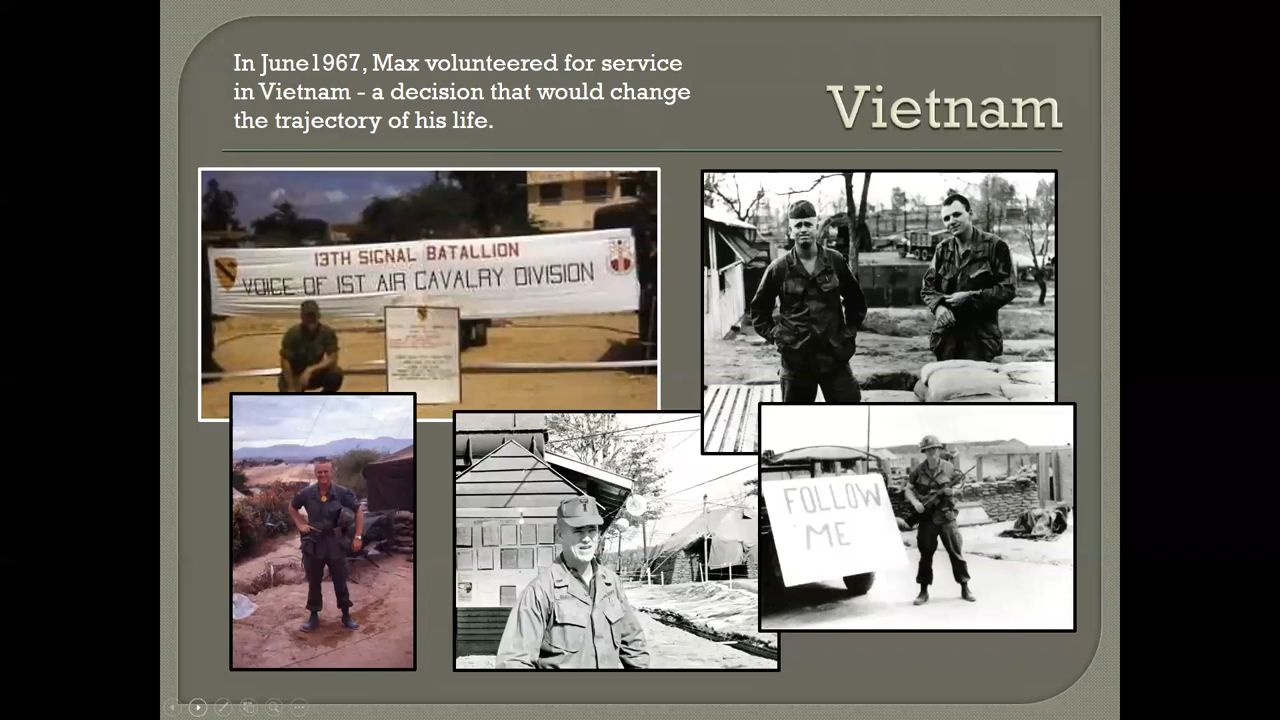 In June1967, Max volunteered for service
in Vietnam - a decision that would change
the trajectory of his life.
Vietnam
13TH SIGNAL BATALLION
VOICE OF 1ST AIR CAVALRY DIVISION
FOLLOW
ME